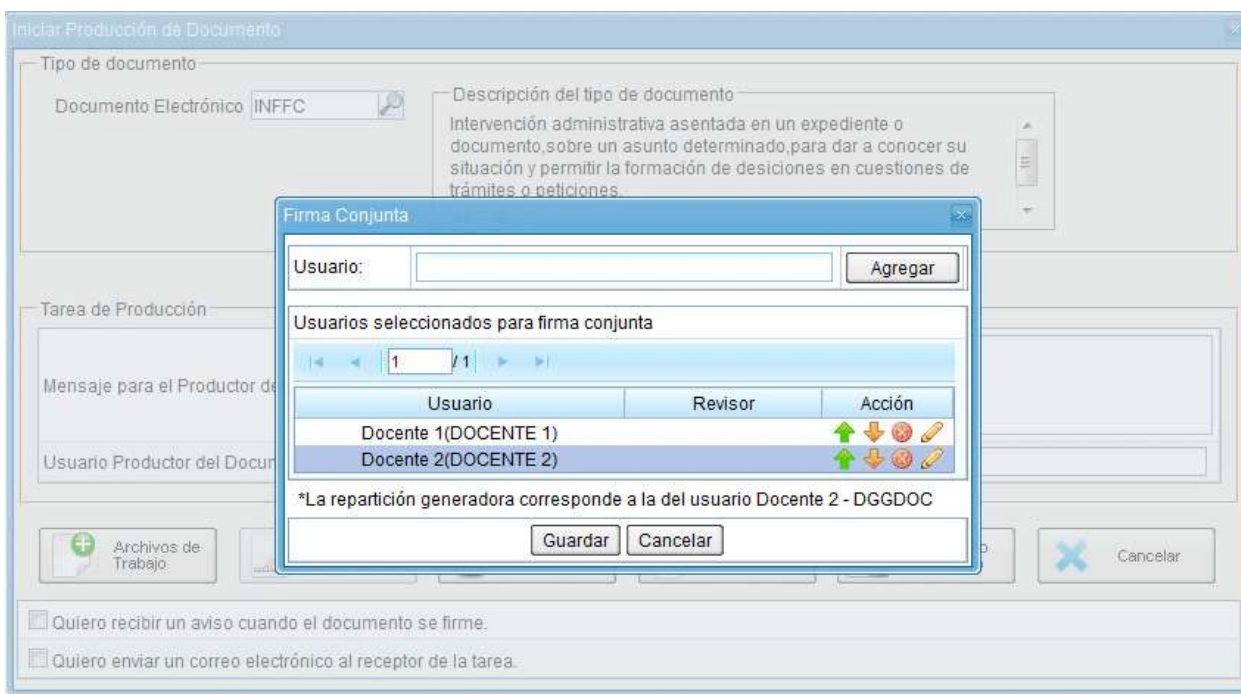 Iniciar Producción de Documento
Tipo de documento
Documento Electrónico INFFC
Descripción del tipo de documento
Intervención administrativa asentada en un expediente o
documento,sobre un asunto determinado,para dar a conocer su
situación y permitir la formación de desiciones en cuestiones de
trámites o peticiones.
Firma Conjunta
Usuario:
Agregar
Tarea de Producción
Usuarios seleccionados para firma conjunta
1 / 1
Mensaje para el Productor de
Usuario Revisor Acción
Docente 1(DOCENTE 1)
Docente 2(DOCENTE 2)
Usuario Productor del
*La repartición generadora corresponde a la del usuario Docente 2 - DGGDOC
Guardar Cancelar
Archivos de
Trabajo
Cancelar
Quiero recibir un aviso cuando el documento se firme.
Quiero enviar un correo electrónico al receptor de la tarea.